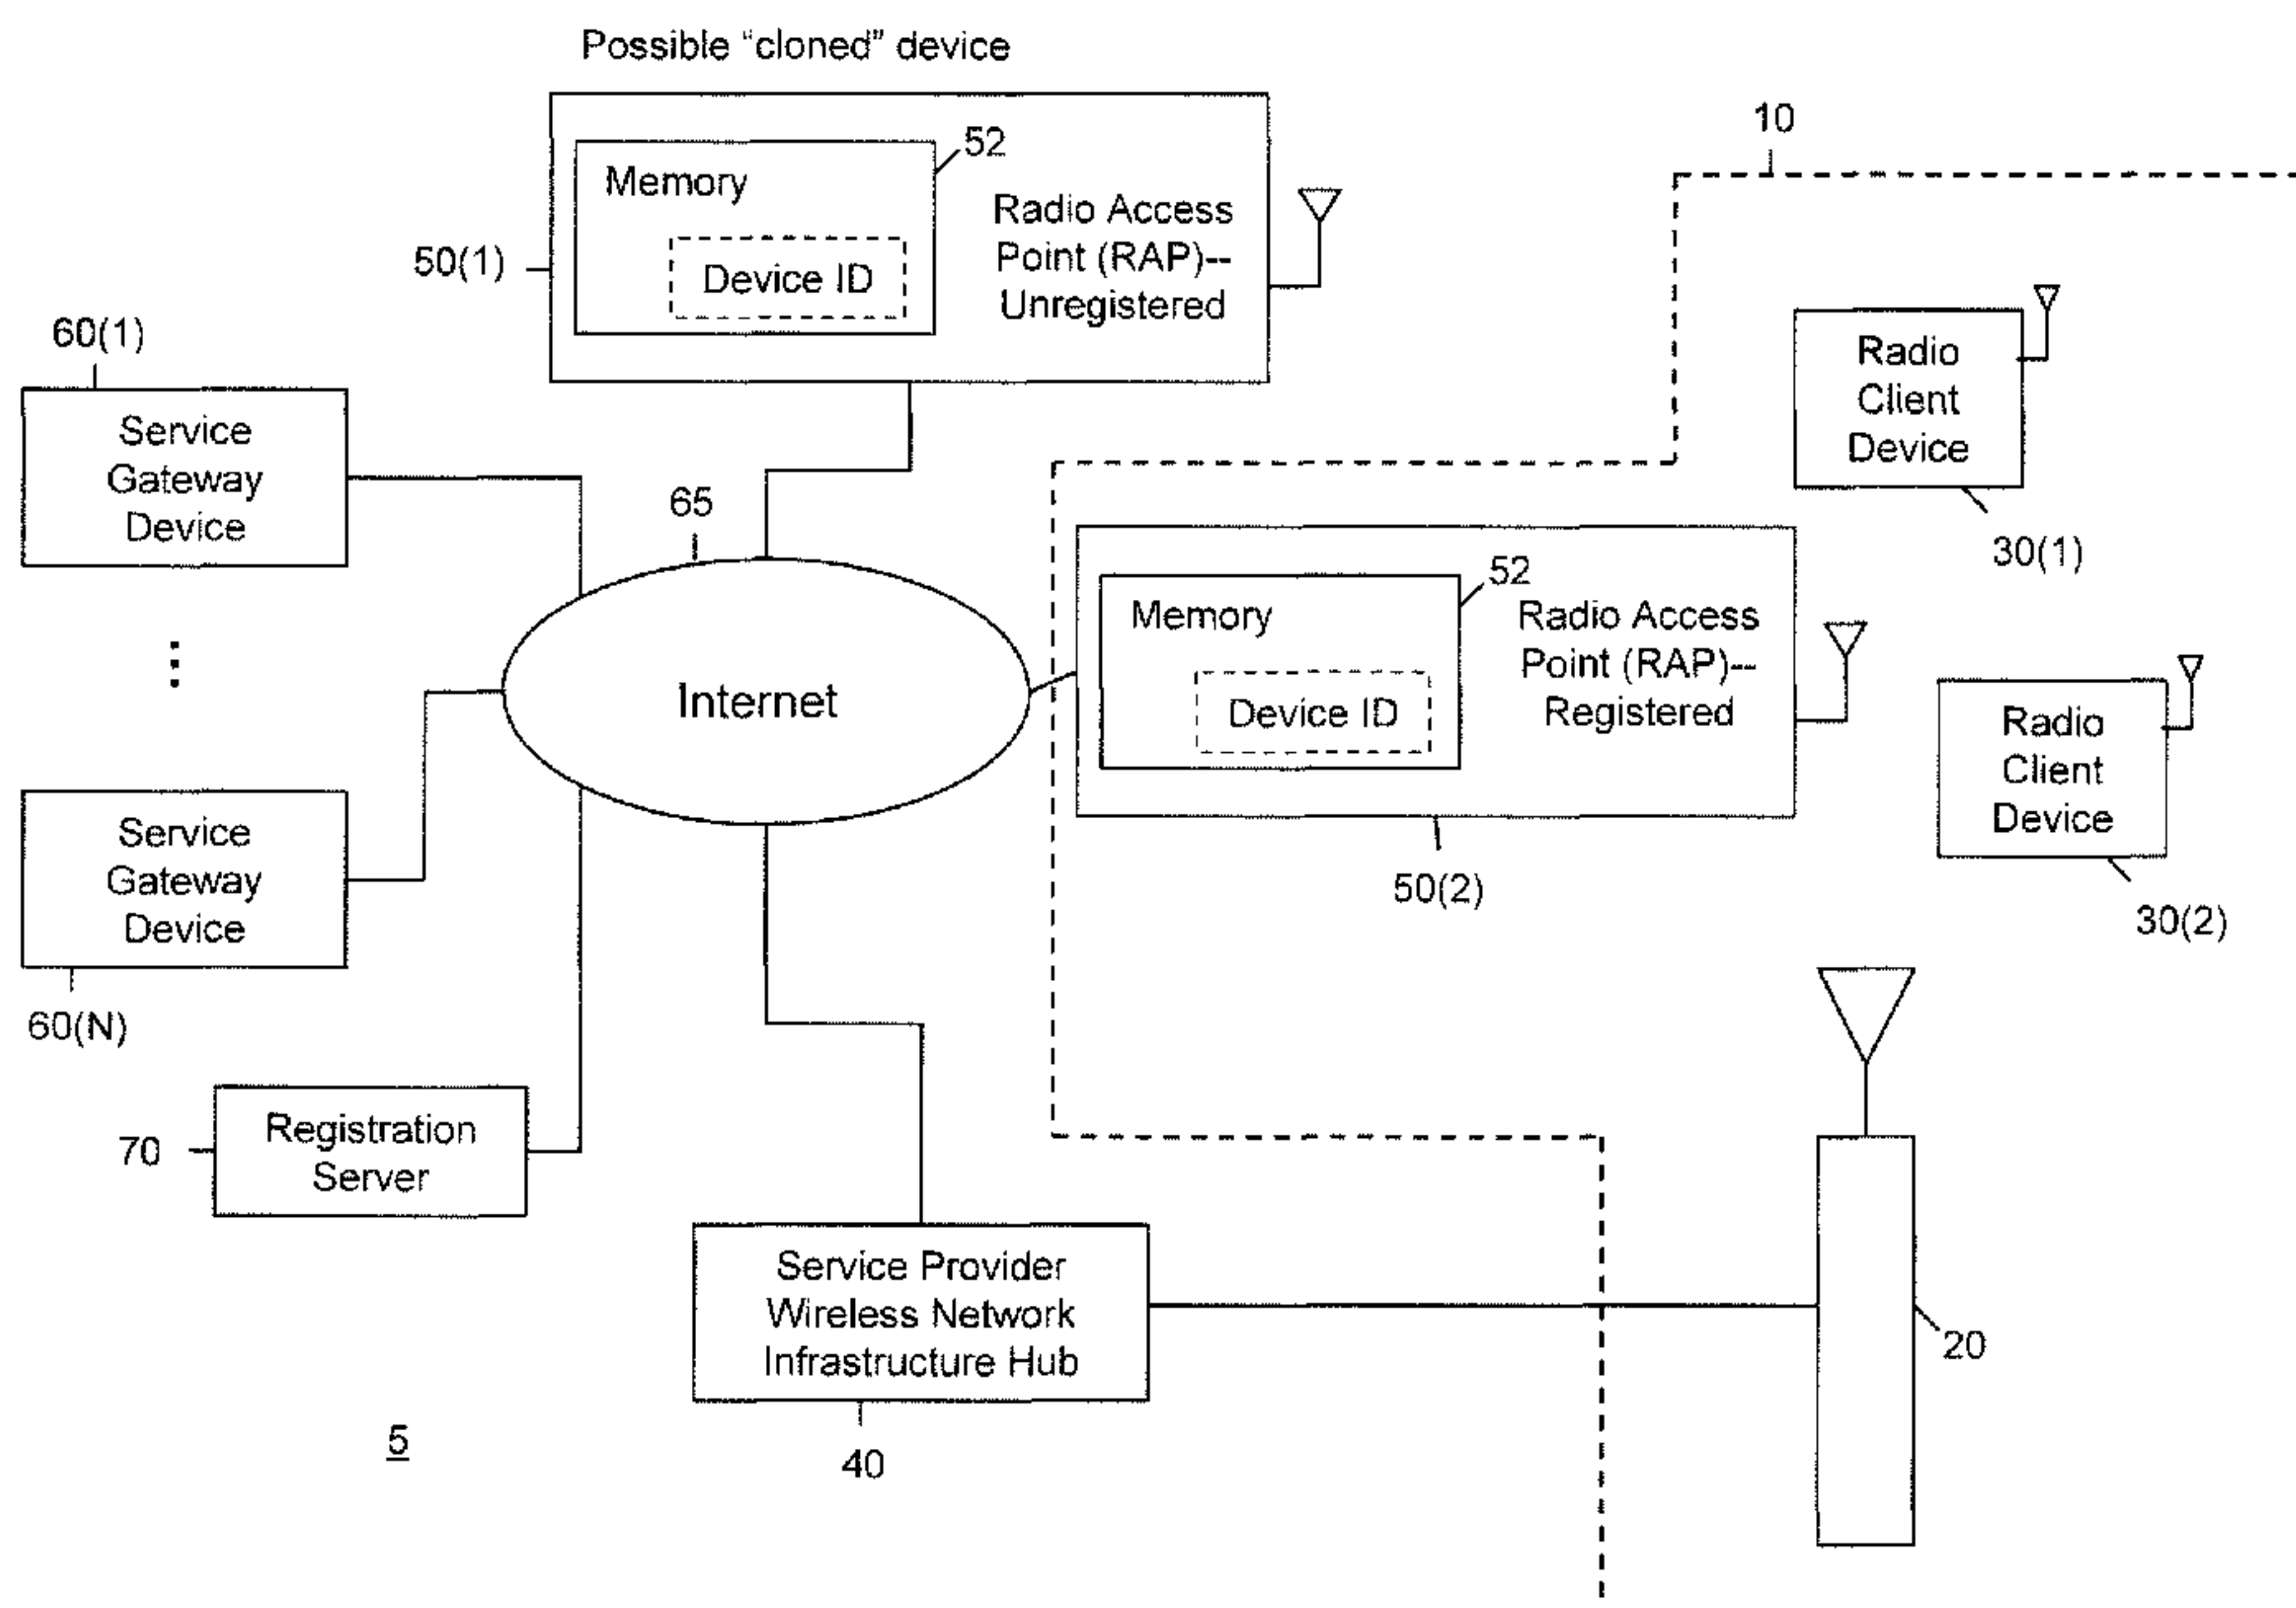 Possible “cloned” device
10
52
Memory
Radio Access
Point (RAP)--
Unregistered
50(1)
Device ID
60(1)
Service
Gateway
Device
Radio
Client
Device
30(1)
65
52
Memory
Radio Access
Point (RAP)--
Registered
Device ID
Internet
50(2)
Radio
Client
Device
30(2)
Service
Gateway
Device
60(N)
70
Registration
Server
Service Provider
Wireless Network
Infrastructure Hub
20
5
40